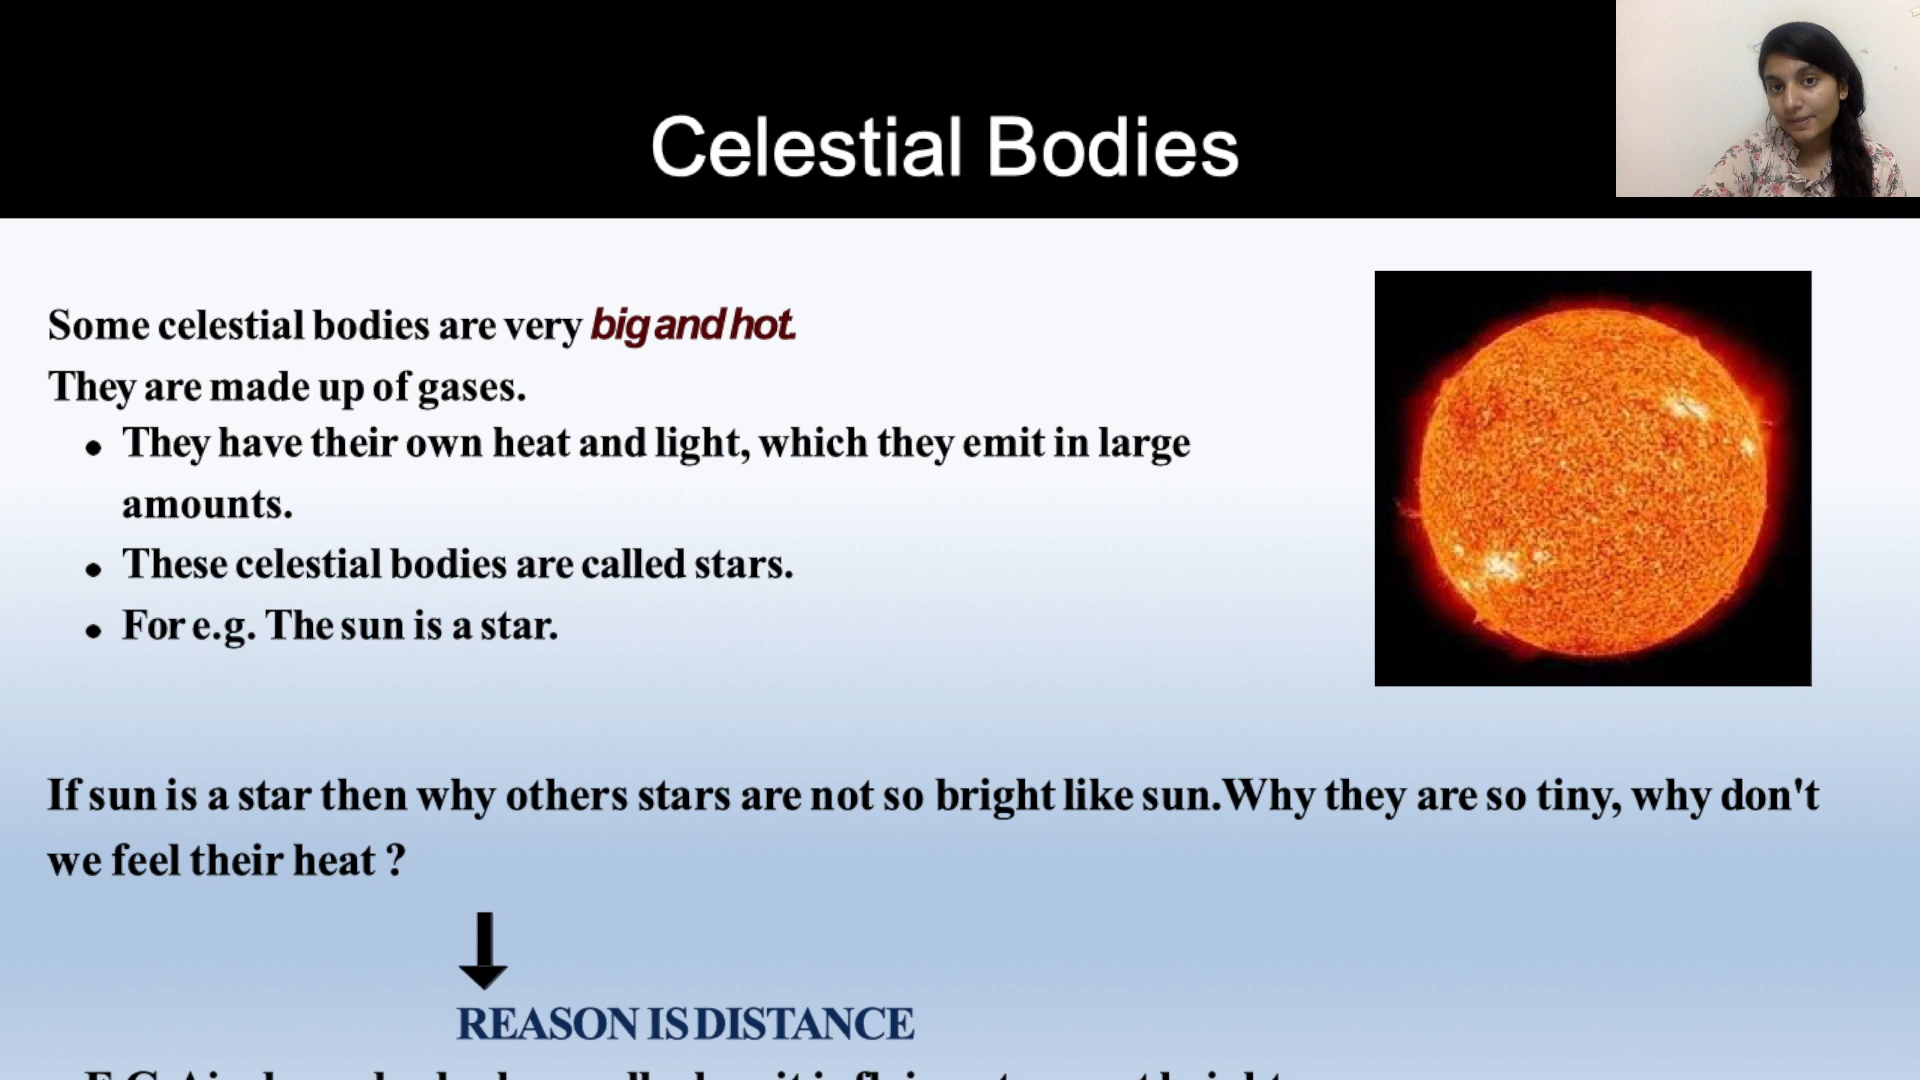 Celestial Bodies
Some celestial bodies are very big and hot.
They are made up of gases.
• They have their own heat and light, which they emit in large
amounts.
• These celestial bodies are called stars.
• For e.g. The sun is a star.
If sun is a star then why others stars are not so bright like sun.Why they are so tiny, why don't
we feel their heat ?
REASON IS DISTANCE